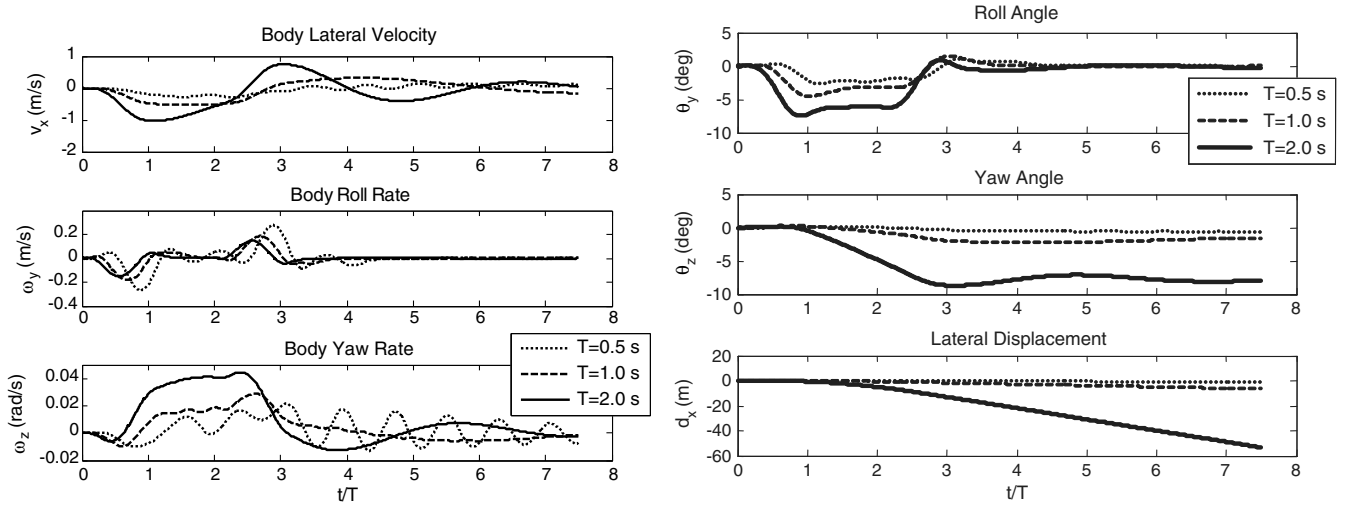 Body Lateral Velocity
1
0
-1
-2
v_x (m/s)
0 1 2 3 4 5 6 7 8
Body Roll Rate
0.2
0
-0.2
-0.4
ω_y (m/s)
0 1 2 3 4 5 6 7 8
Body Yaw Rate
0.04
0.02
0
-0.02
ω_z (rad/s)
0 1 2 3 4 5 6 7 8
t/T
T=0.5 s
T=1.0 s
T=2.0 s
Roll Angle
5
0
-5
-10
θ_y (deg)
0 1 2 3 4 5 6 7 8
T=0.5 s
T=1.0 s
T=2.0 s
Yaw Angle
5
0
-5
-10
θ_z (deg)
0 1 2 3 4 5 6 7 8
Lateral Displacement
20
0
-20
-40
-60
d_x (m)
0 1 2 3 4 5 6 7 8
t/T